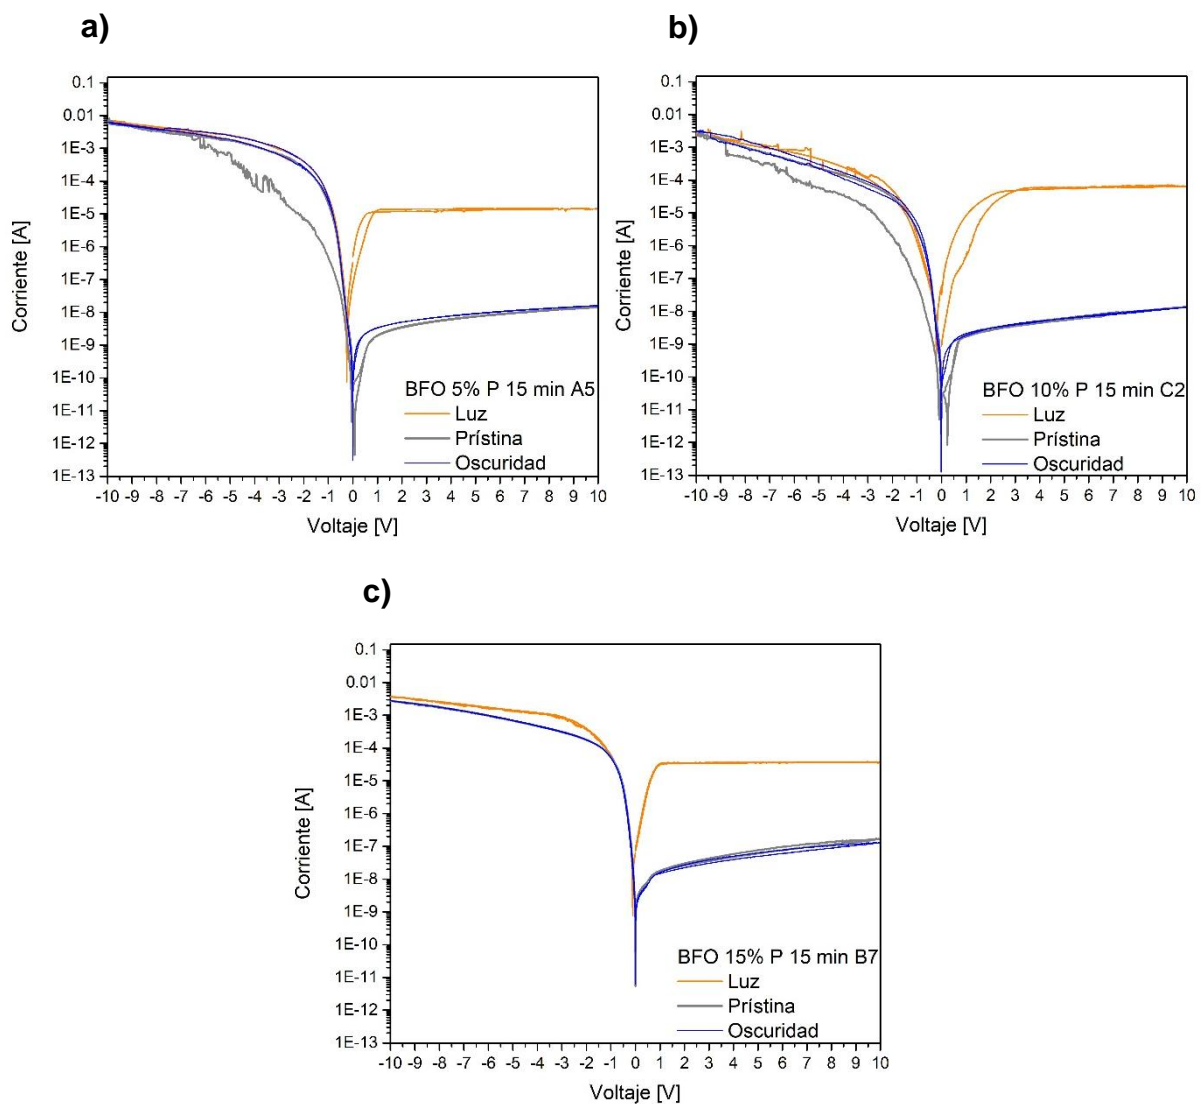 a)
0.1
0.01
1E-3
1E-4
1E-5
1E-6
1E-7
1E-8
1E-9
1E-10
1E-11
1E-12
1E-13
Corriente [A]
BFO 5% P 15 min A5
Luz
Prístina
Oscuridad
-10 -9 -8 -7 -6 -5 -4 -3 -2 -1 0 1 2 3 4 5 6 7 8 9 10
Voltaje [V]
b)
0.1
0.01
1E-3
1E-4
1E-5
1E-6
1E-7
1E-8
1E-9
1E-10
1E-11
1E-12
1E-13
Corriente [A]
BFO 10% P 15 min C2
Luz
Prístina
Oscuridad
-10 -9 -8 -7 -6 -5 -4 -3 -2 -1 0 1 2 3 4 5 6 7 8 9 10
Voltaje [V]
c)
0.1
0.01
1E-3
1E-4
1E-5
1E-6
1E-7
1E-8
1E-9
1E-10
1E-11
1E-12
1E-13
Corriente [A]
BFO 15% P 15 min B7
Luz
Prístina
Oscuridad
-10 -9 -8 -7 -6 -5 -4 -3 -2 -1 0 1 2 3 4 5 6 7 8 9 10
Voltaje [V]